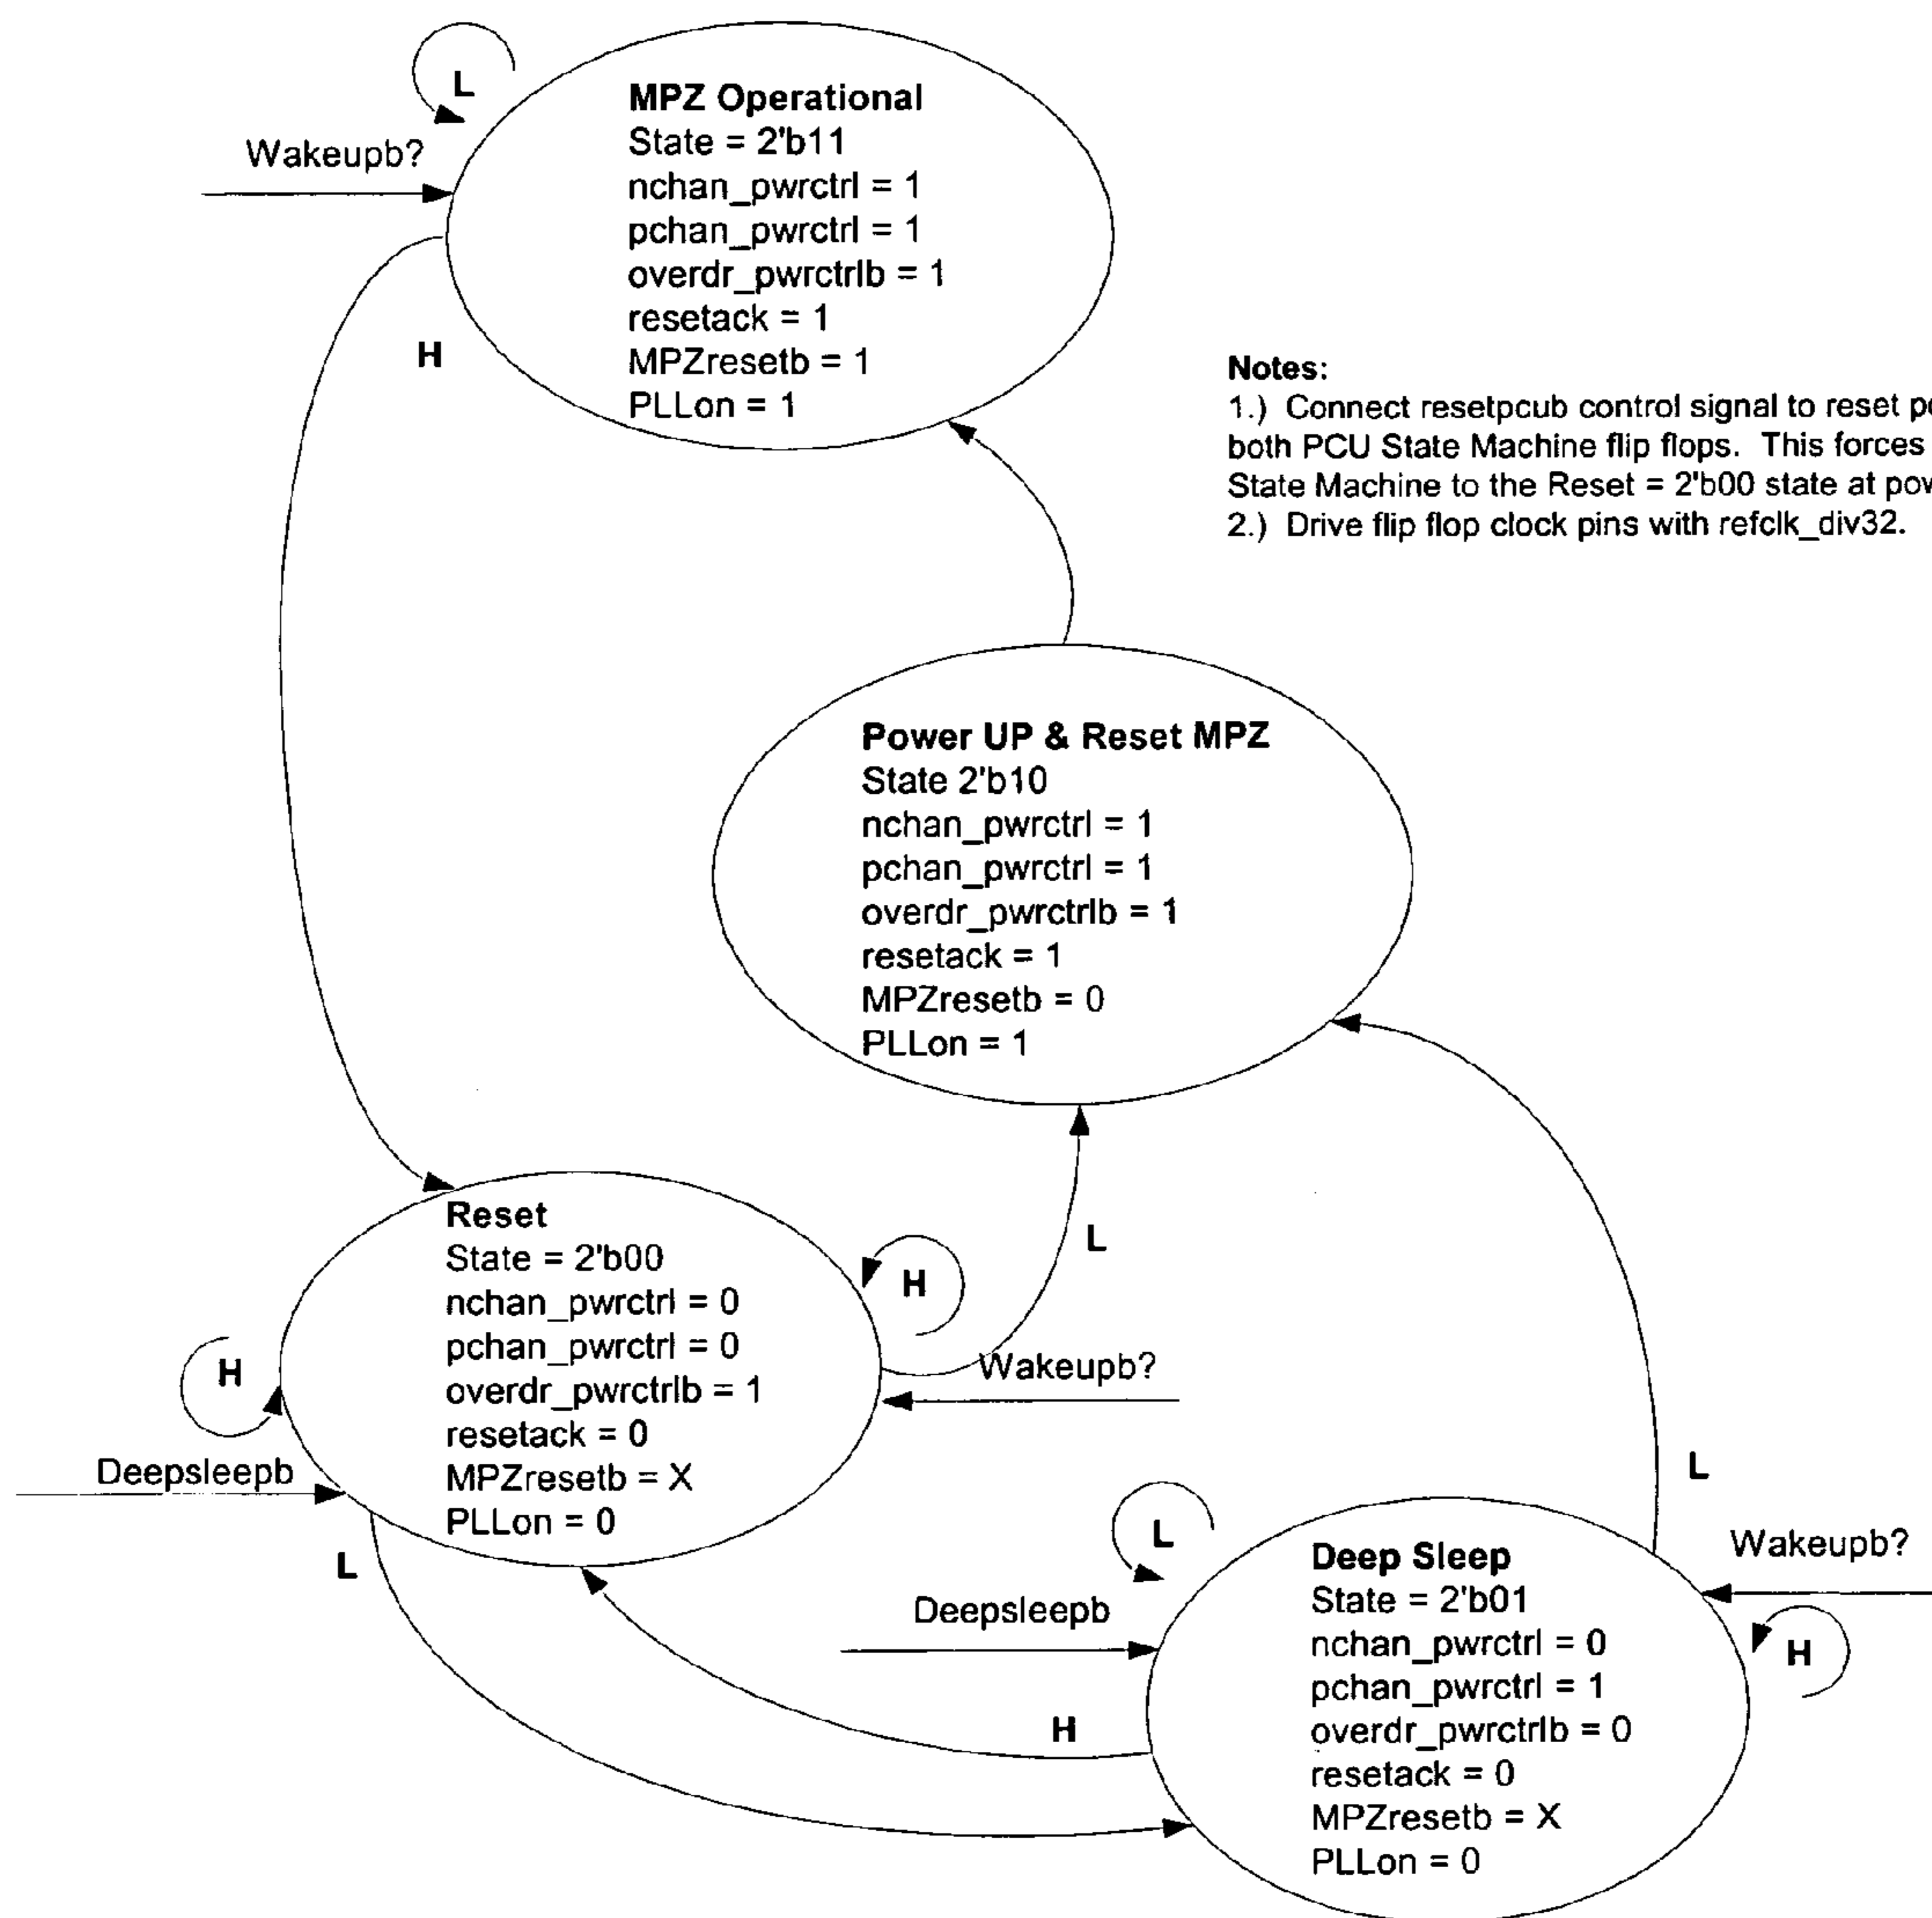 L
Wakeupb?
MPZ Operational
State = 2'b11
nchan_pwrctrl = 1
pchan_pwrctrl = 1
overdr_pwrctrlb = 1
resetack = 1
MPZresetb = 1
PLLon = 1
H
Notes:
1.) Connect resetpcub control signal to reset
both PCU State Machine flip flops. This forces
State Machine to the Reset = 2'b00 state at
2.) Drive flip flop clock pins with refclk_div32.
Power UP & Reset MPZ
State 2'b10
nchan_pwrctrl = 1
pchan_pwrctrl = 1
overdr_pwrctrlb = 1
resetack = 1
MPZresetb = 0
PLLon = 1
L
Reset
State = 2'b00
nchan_pwrctrl = 0
pchan_pwrctrl = 0
overdr_pwrctrlb = 1
resetack = 0
MPZresetb = X
PLLon = 0
H
Wakeupb?
H
Deepsleepb
L
L
L
Deepsleepb
H
Deep Sleep
State = 2'b01
nchan_pwrctrl = 0
pchan_pwrctrl = 1
overdr_pwrctrlb = 0
resetack = 0
MPZresetb = X
PLLon = 0
Wakeupb?
H